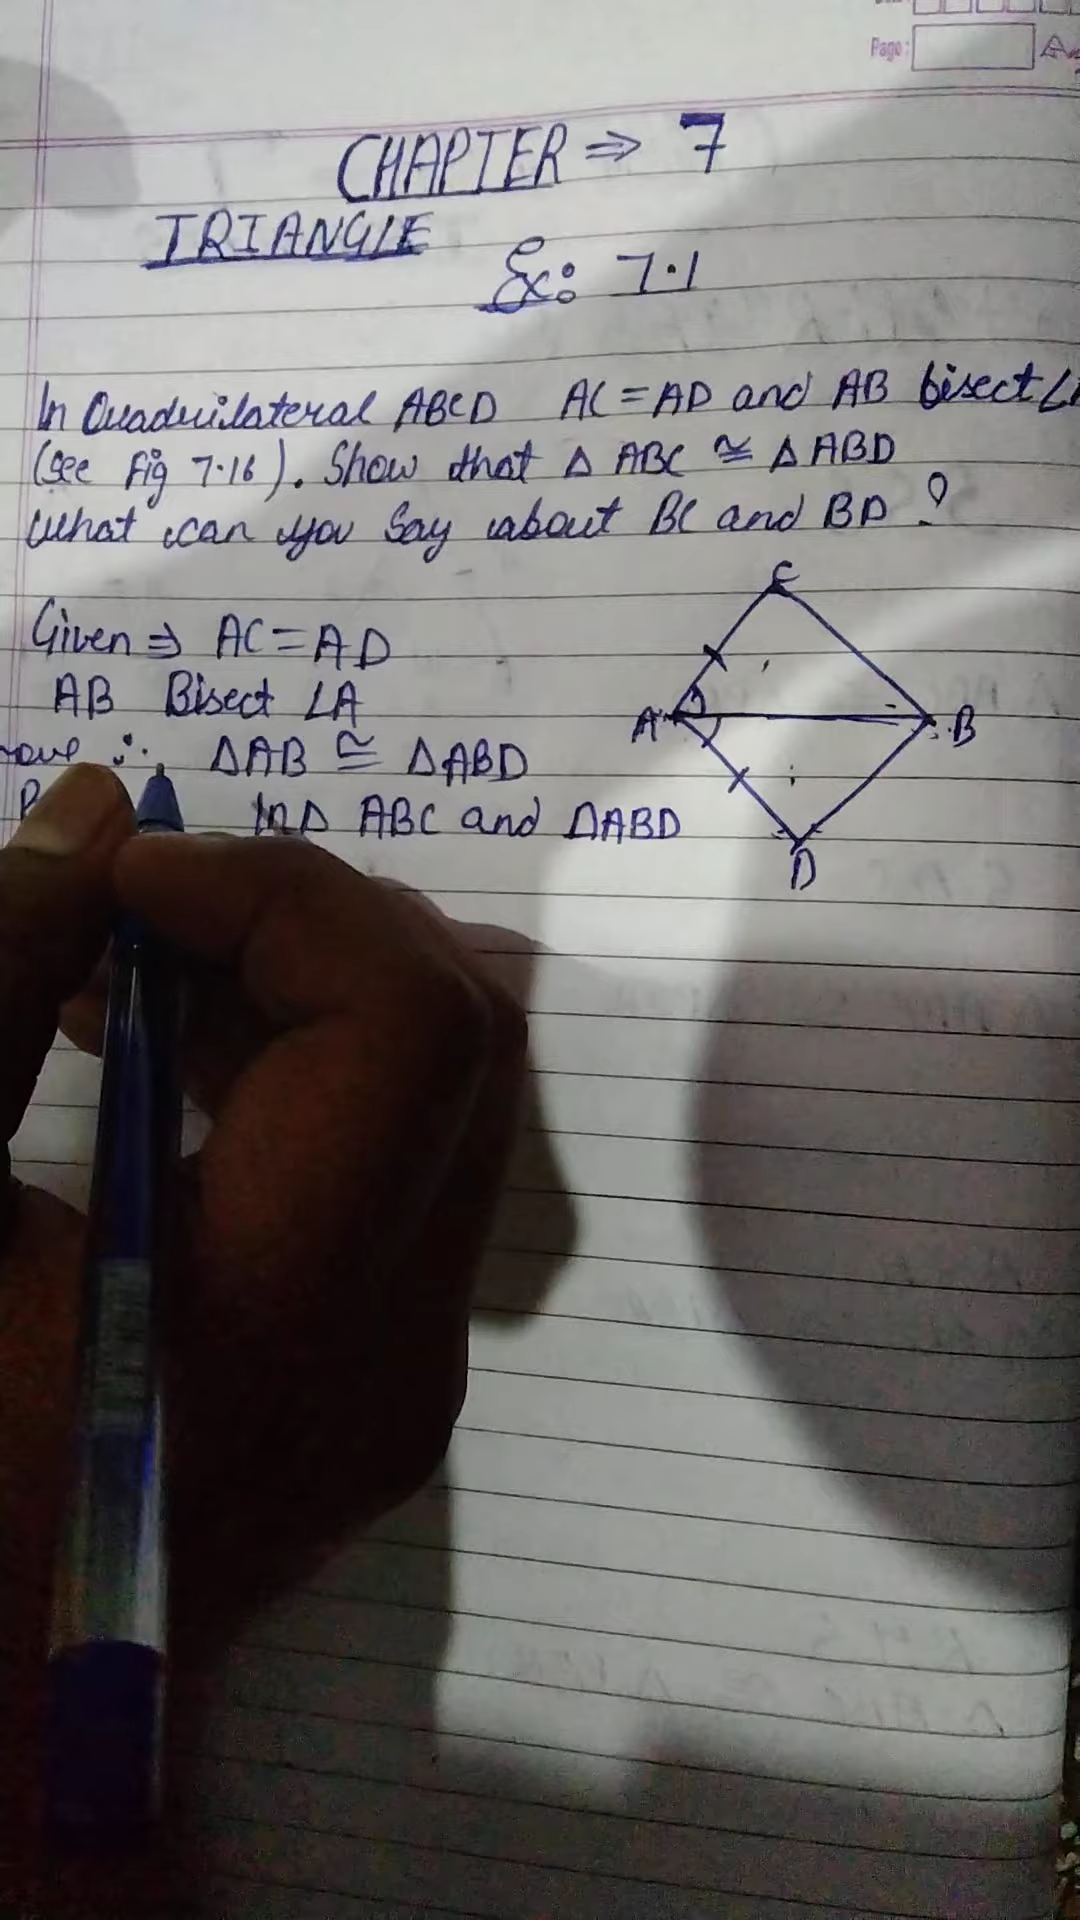 Page:
CHAPTER ⇒ 7
TRIANGLE
Ex: 7.1
In Quadrilateral ABCD AC = AD and AB bisect
(see Fig 7.16). Show that Δ ABC ≅ Δ ABD
What can you Say about BC and BD ?
Given ⇒ AC = AD
AB Bisect ∠A
∴ ΔAB ≅ ΔABD
In Δ ABC and ΔABD
C
A
B
D